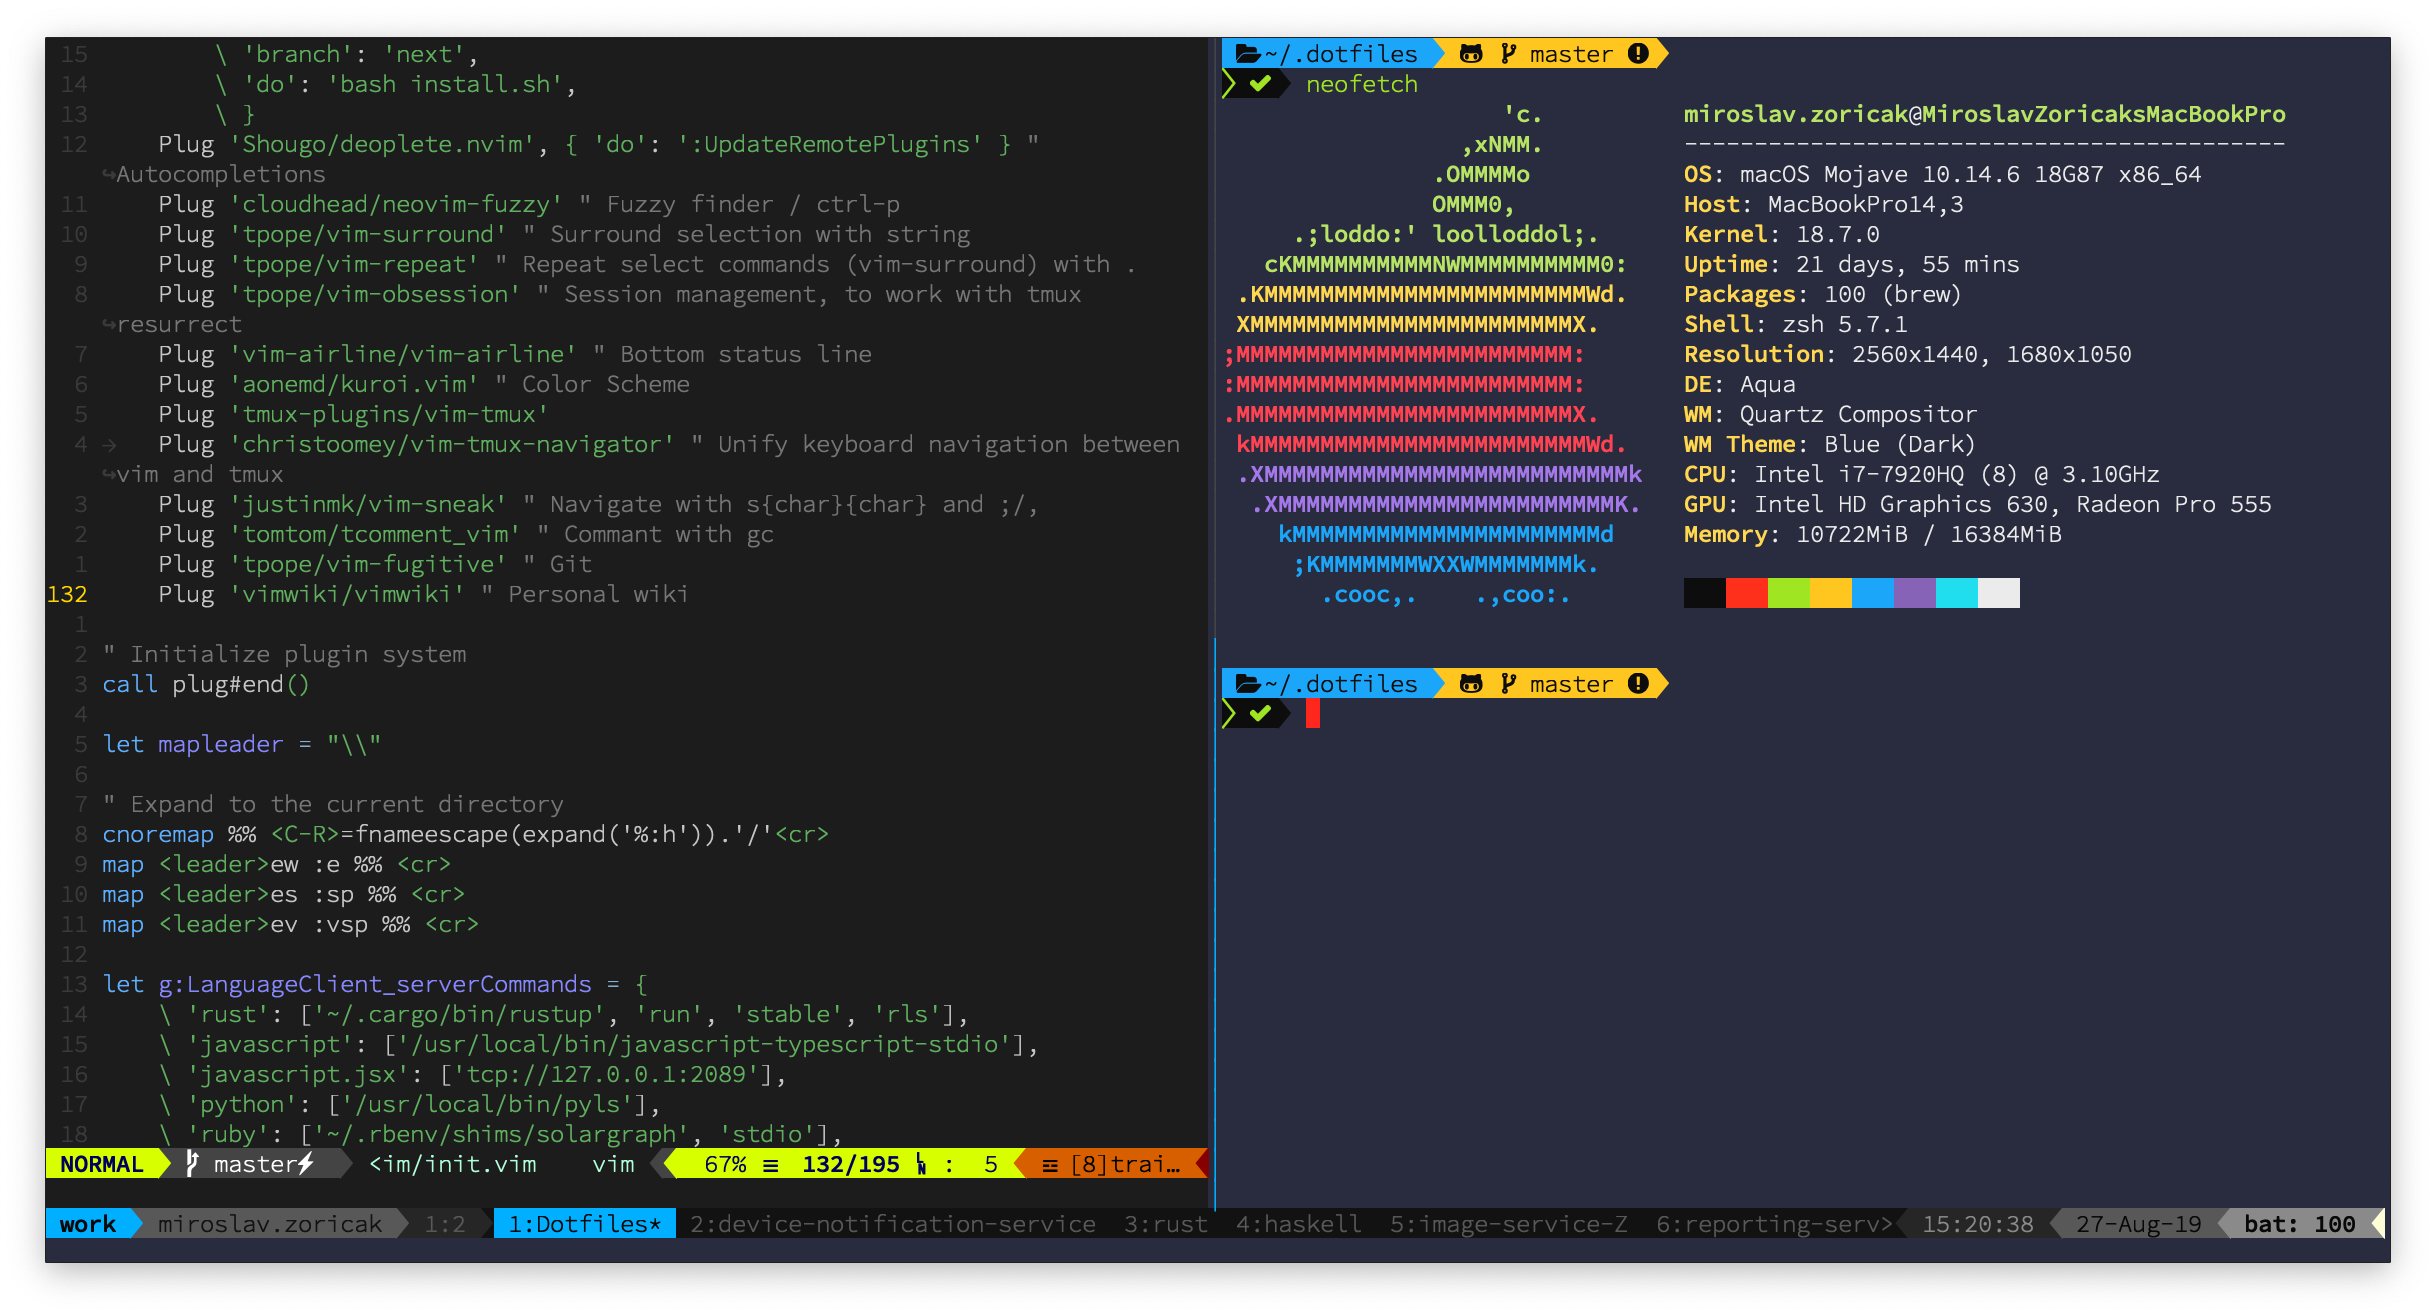 15         \ 'branch': 'next',
14         \ 'do': 'bash install.sh',
13         \ }
12     Plug 'Shougo/deoplete.nvim', { 'do': ':UpdateRemotePlugins' } "
↪Autocompletions
11     Plug 'cloudhead/neovim-fuzzy' " Fuzzy finder / ctrl-p
10     Plug 'tpope/vim-surround' " Surround selection with string
9     Plug 'tpope/vim-repeat' " Repeat select commands (vim-surround) with .
8     Plug 'tpope/vim-obsession' " Session management, to work with tmux
↪resurrect
7     Plug 'vim-airline/vim-airline' " Bottom status line
6     Plug 'aonemd/kuroi.vim' " Color Scheme
5     Plug 'tmux-plugins/vim-tmux'
4 →   Plug 'christoomey/vim-tmux-navigator' " Unify keyboard navigation between
↪vim and tmux
3     Plug 'justinmk/vim-sneak' " Navigate with s{char}{char} and ;/,
2     Plug 'tomtom/tcomment_vim' " Commant with gc
1     Plug 'tpope/vim-fugitive' " Git
132     Plug 'vimwiki/vimwiki' " Personal wiki
1
2 " Initialize plugin system
3 call plug#end()
4
5 let mapleader = "\\"
6
7 " Expand to the current directory
8 cnoremap %% <C-R>=fnameescape(expand('%:h')).'/'<cr>
9 map <leader>ew :e %% <cr>
10 map <leader>es :sp %% <cr>
11 map <leader>ev :vsp %% <cr>
12
13 let g:LanguageClient_serverCommands = {
14     \ 'rust': ['~/.cargo/bin/rustup', 'run', 'stable', 'rls'],
15     \ 'javascript': ['/usr/local/bin/javascript-typescript-stdio'],
16     \ 'javascript.jsx': ['tcp://127.0.0.1:2089'],
17     \ 'python': ['/usr/local/bin/pyls'],
18     \ 'ruby': ['~/.rbenv/shims/solargraph', 'stdio'],
NORMAL master⚡ <im/init.vim vim 67% ≡ 132/195 LN : 5 ☲ [8]trai…
~/.dotfiles master
✔ neofetch
'c.
,xNMM.
.OMMMMo
OMMM0,
.;loddo:' loolloddol;.
cKMMMMMMMMMMNWMMMMMMMMMM0:
.KMMMMMMMMMMMMMMMMMMMMMMMWd.
XMMMMMMMMMMMMMMMMMMMMMMMX.
;MMMMMMMMMMMMMMMMMMMMMMMM:
:MMMMMMMMMMMMMMMMMMMMMMMM:
.MMMMMMMMMMMMMMMMMMMMMMMMX.
kMMMMMMMMMMMMMMMMMMMMMMMMWd.
.XMMMMMMMMMMMMMMMMMMMMMMMMMMk
.XMMMMMMMMMMMMMMMMMMMMMMMMK.
kMMMMMMMMMMMMMMMMMMMMMMd
;KMMMMMMMWXXWMMMMMMMk.
.cooc,.    .,coo:.
miroslav.zoricak@MiroslavZoricaksMacBookPro
-------------------------------------------
OS: macOS Mojave 10.14.6 18G87 x86_64
Host: MacBookPro14,3
Kernel: 18.7.0
Uptime: 21 days, 55 mins
Packages: 100 (brew)
Shell: zsh 5.7.1
Resolution: 2560x1440, 1680x1050
DE: Aqua
WM: Quartz Compositor
WM Theme: Blue (Dark)
CPU: Intel i7-7920HQ (8) @ 3.10GHz
GPU: Intel HD Graphics 630, Radeon Pro 555
Memory: 10722MiB / 16384MiB
~/.dotfiles master
✔
work miroslav.zoricak 1:2 1:Dotfiles* 2:device-notification-service 3:rust 4:haskell 5:image-service-Z 6:reporting-serv> 15:20:38 27-Aug-19 bat: 100